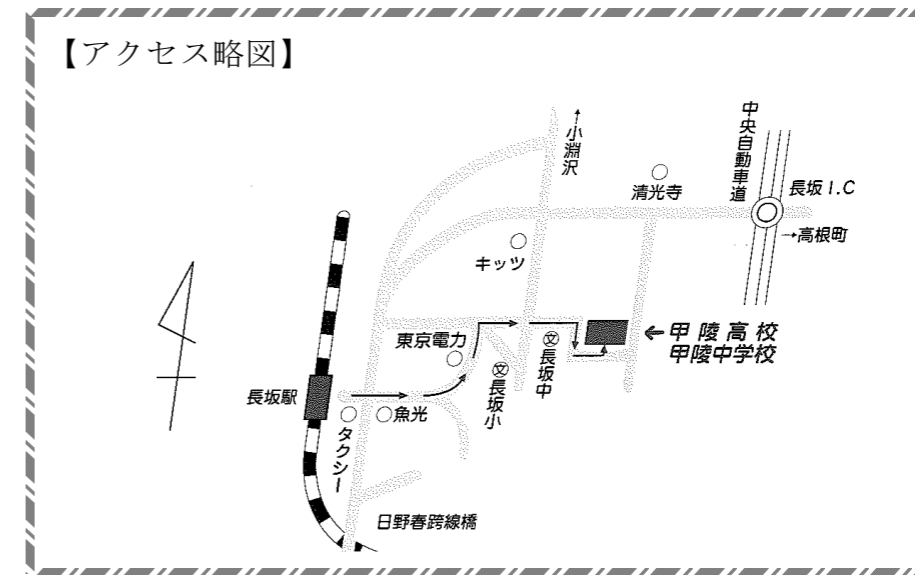 【アクセス略図】
↑小淵沢
中央自動車道
清光寺
長坂 I.C
→高根町
キッツ
東京電力
←甲陵高校
甲陵中学校
文長坂小
文長坂中
長坂駅
魚光
タクシー
日野春跨線橋